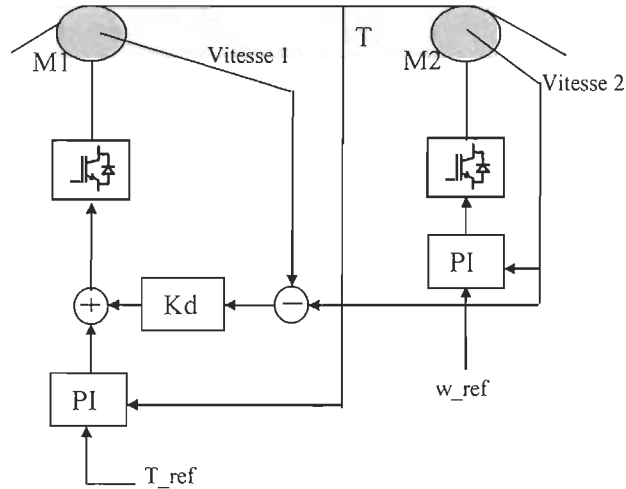 T
M1
Vitesse 1
M2
Vitesse 2
PI
+
Kd
−
w_ref
PI
T_ref